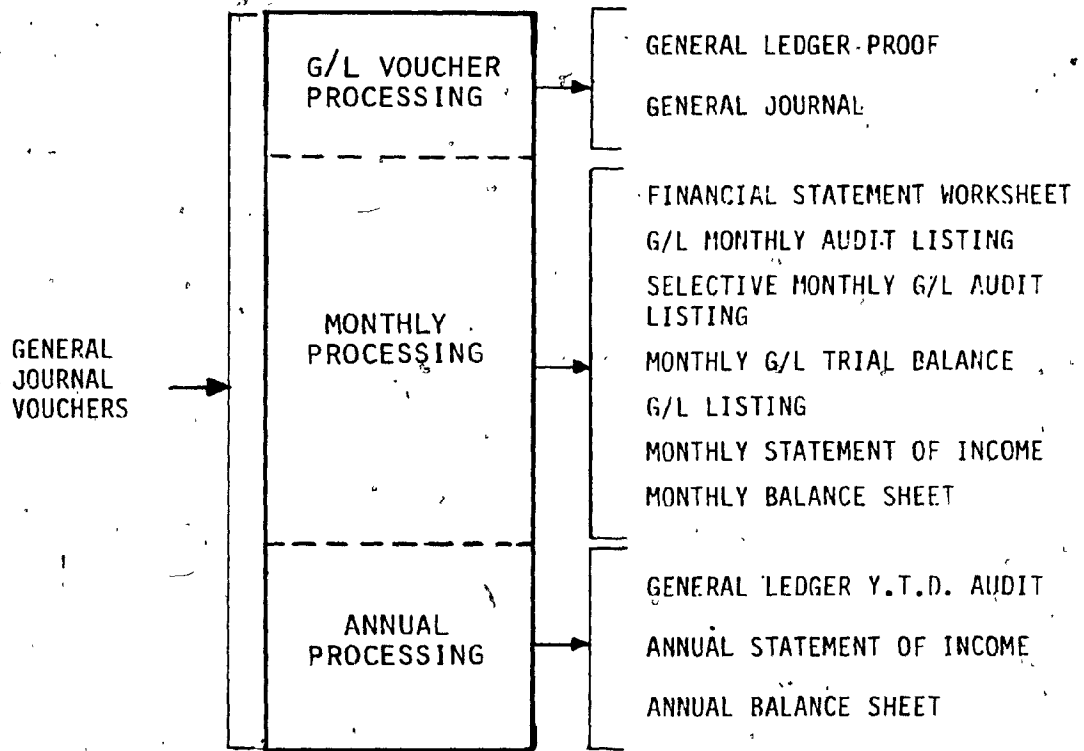 GENERAL
JOURNAL
VOUCHERS
G/L VOUCHER
PROCESSING
GENERAL LEDGER PROOF
GENERAL JOURNAL
MONTHLY
PROCESSING
FINANCIAL STATEMENT WORKSHEET
G/L MONTHLY AUDIT LISTING
SELECTIVE MONTHLY G/L AUDIT
LISTING
MONTHLY G/L TRIAL BALANCE
G/L LISTING
MONTHLY STATEMENT OF INCOME
MONTHLY BALANCE SHEET
ANNUAL
PROCESSING
GENERAL LEDGER Y.T.D. AUDIT
ANNUAL STATEMENT OF INCOME
ANNUAL BALANCE SHEET